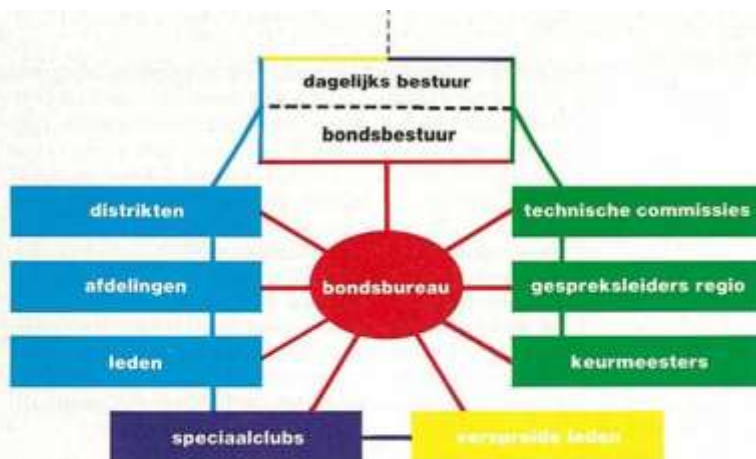 dagelijks bestuur
bondsbestuur
distrikten
technische commissies
afdelingen
bondsbureau
gespreksleiders regio
leden
keurmeesters
speciaalclubs
verspreide leden